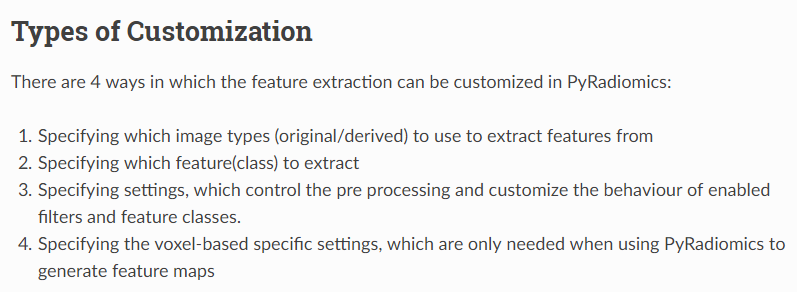 Types of Customization
There are 4 ways in which the feature extraction can be customized in PyRadiomics:
1. Specifying which image types (original/derived) to use to extract features from
2. Specifying which feature(class) to extract
3. Specifying settings, which control the pre processing and customize the behaviour of enabled
filters and feature classes.
4. Specifying the voxel-based specific settings, which are only needed when using PyRadiomics to
generate feature maps